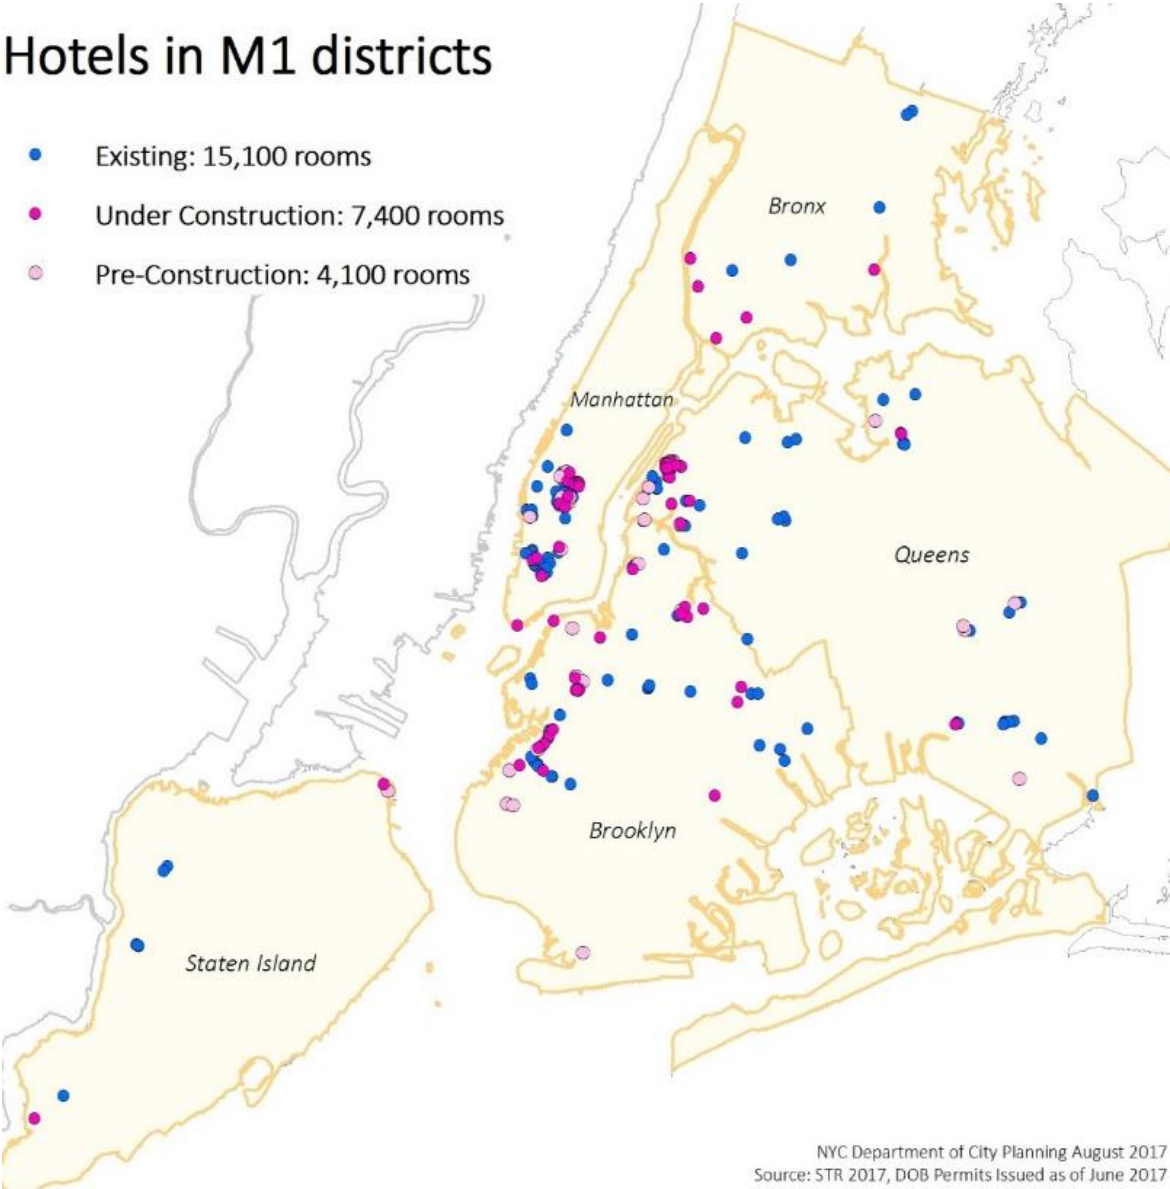 Hotels in M1 districts
Existing: 15,100 rooms
Under Construction: 7,400 rooms
Pre-Construction: 4,100 rooms
Bronx
Manhattan
Queens
Brooklyn
Staten Island
NYC Department of City Planning August 2017
Source: STR 2017, DOB Permits Issued as of June 2017